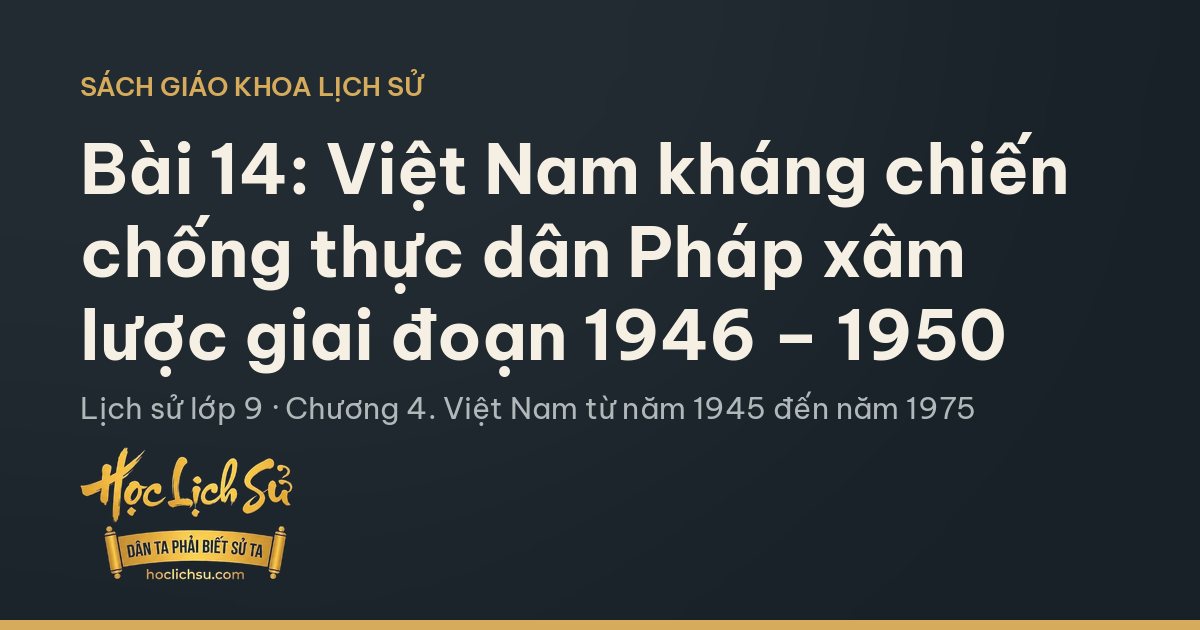 SÁCH GIÁO KHOA LỊCH SỬ
Bài 14: Việt Nam kháng chiến
chống thực dân Pháp xâm
lược giai đoạn 1946 – 1950
Lịch sử lớp 9 · Chương 4. Việt Nam từ năm 1945 đến năm 1975
Học Lịch Sử
DÂN TA PHẢI BIẾT SỬ TA
hoclichsu.com